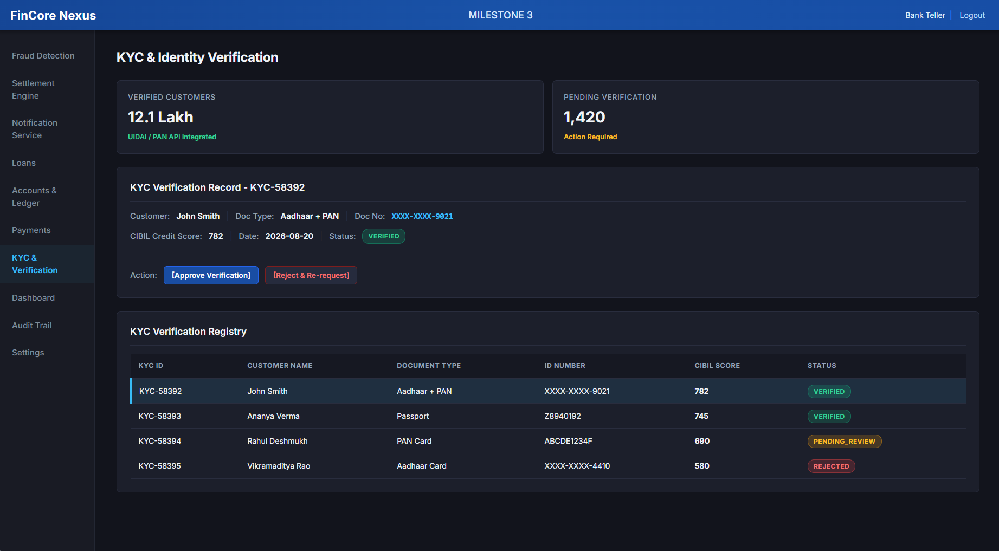 FinCore Nexus
MILESTONE 3
Bank Teller | Logout
Fraud Detection
Settlement
Engine
Notification
Service
Loans
Accounts &
Ledger
Payments
KYC &
Verification
Dashboard
Audit Trail
Settings
KYC & Identity Verification
VERIFIED CUSTOMERS
12.1 Lakh
UIDAI / PAN API Integrated
PENDING VERIFICATION
1,420
Action Required
KYC Verification Record - KYC-58392
Customer: John Smith Doc Type: Aadhaar + PAN Doc No: XXXX-XXXX-9021
CIBIL Credit Score: 782 Date: 2026-08-20 Status: VERIFIED
Action: [Approve Verification] [Reject & Re-request]
KYC Verification Registry
KYC ID CUSTOMER NAME DOCUMENT TYPE ID NUMBER CIBIL SCORE STATUS
KYC-58392 John Smith Aadhaar + PAN XXXX-XXXX-9021 782 VERIFIED
KYC-58393 Ananya Verma Passport Z8940192 745 VERIFIED
KYC-58394 Rahul Deshmukh PAN Card ABCDE1234F 690 PENDING_REVIEW
KYC-58395 Vikramaditya Rao Aadhaar Card XXXX-XXXX-4410 580 REJECTED